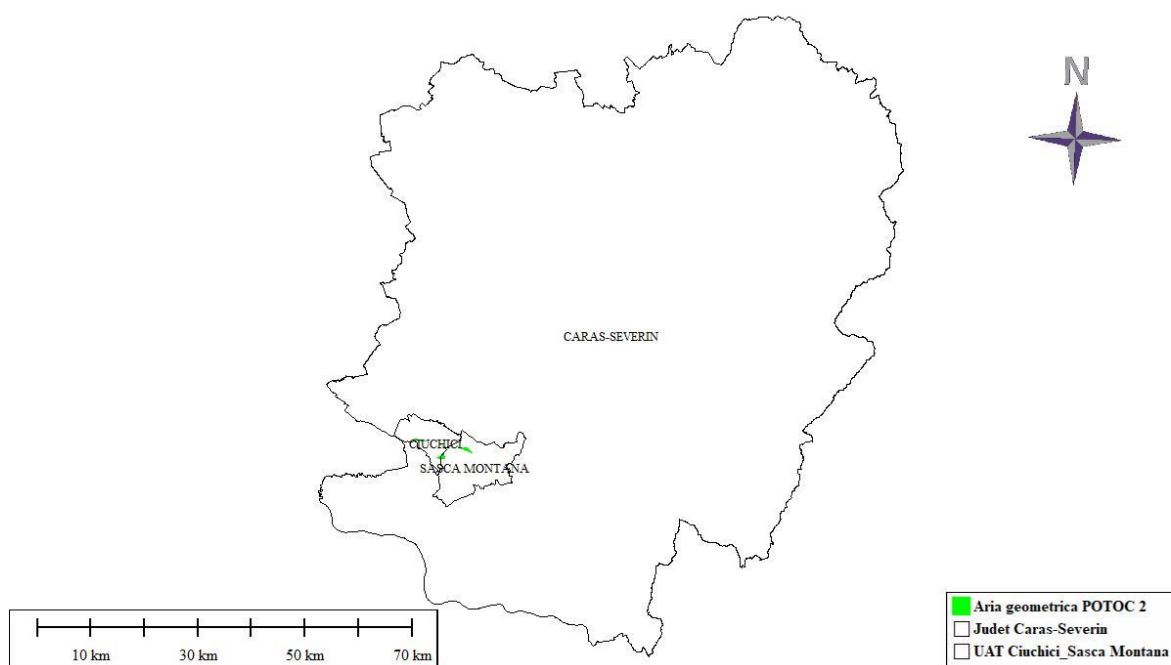 N
CARAS-SEVERIN
CIUCHICI
SASCA MONTANA
10 km 30 km 50 km 70 km
Aria geometrica POTOC 2
Judet Caras-Severin
UAT Ciuchici_Sasca Montana